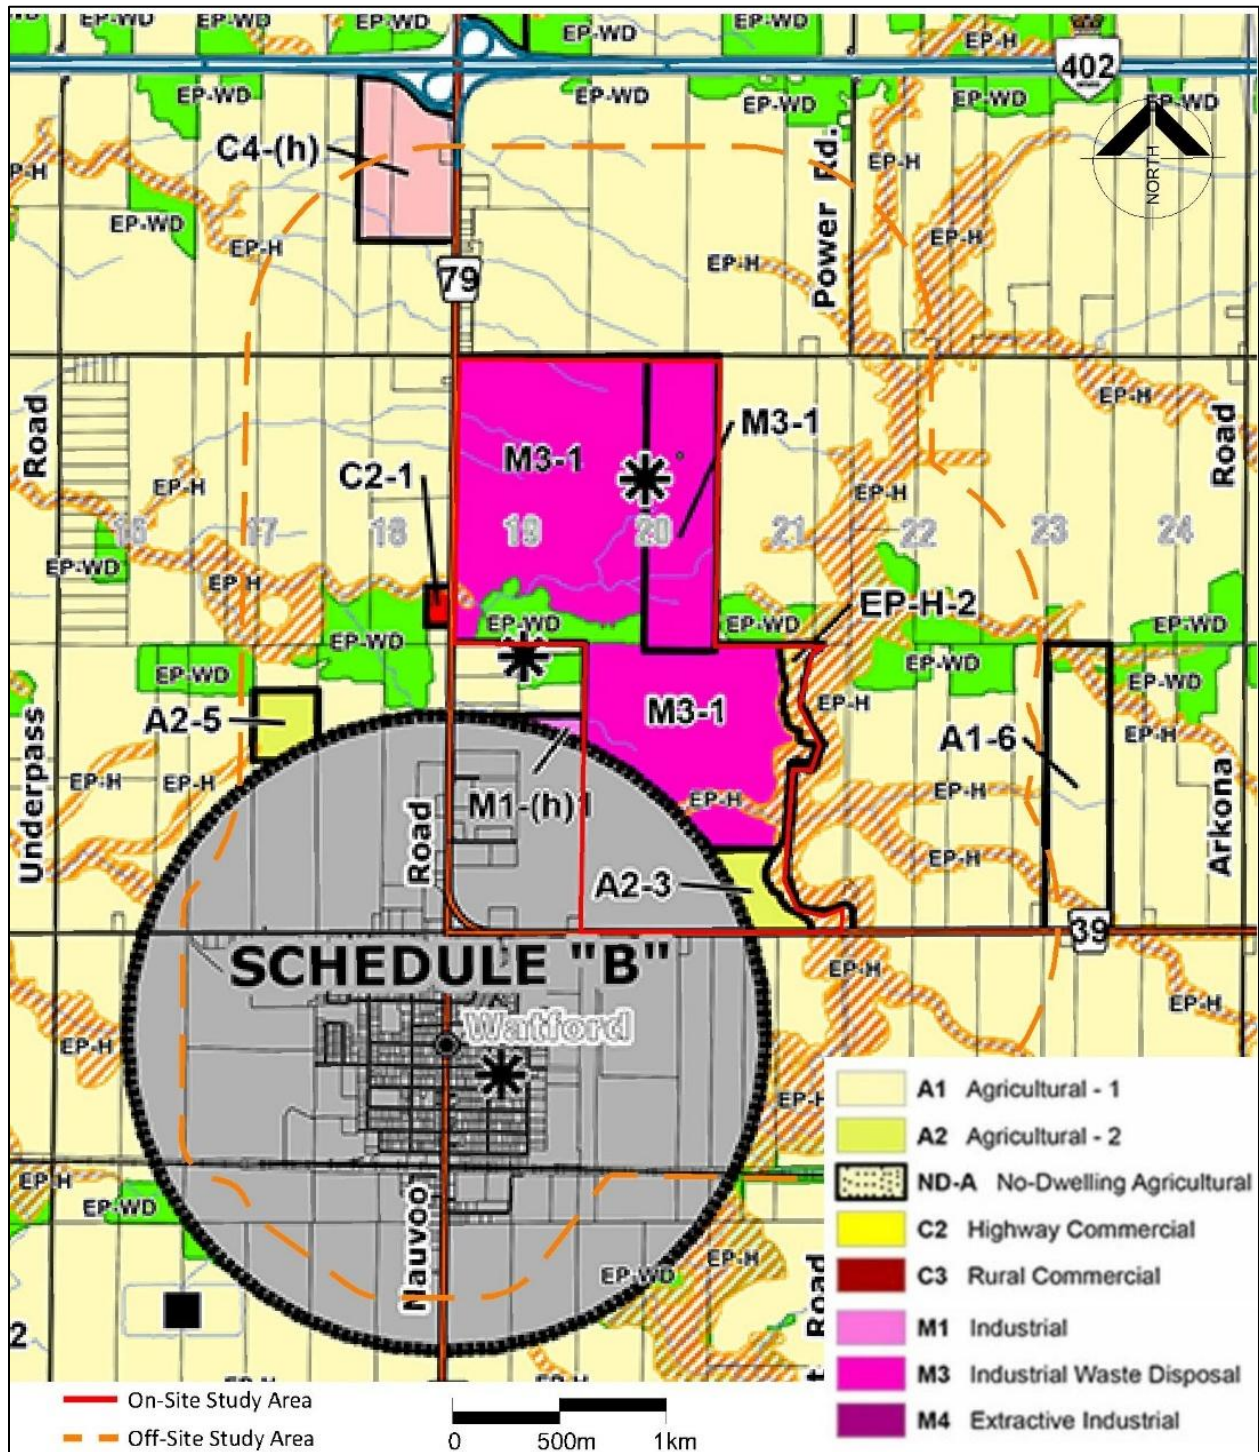 EP-WD
EP-WD
EP-WD
EP-WD
EP-H
402
EP-WD
EP-WD
EP-WD
EP-WD
EP-WD
C4-(h)
P-H
EP-WD
EP-H
Power Rd.
EP-H
EP-H
EP-H
NORTH
79
EP-H
Road
Road
M3-1
M3-1
C2-1
EP-H
EP-H
16
17
18
19
20
21
22
23
24
EP-WD
EP-H
EP-H-2
EP-WD
EP-WD
EP-WD
EP-WD
EP-WD
EP-WD
EP-WD
A2-5
M3-1
EP-H
A1-6
EP-H
Underpass
EP-H
EP-H
Road
M1-(h)1
EP-H
EP-H
EP-H
Arkona
A2-3
39
SCHEDULE "B"
EP-H
EP-H
Watford
EP-H
EP-H
EP-H
EP-WD
Nauvoo
EP-H
EP-WD
Road
2
EP-H
A1 Agricultural - 1
A2 Agricultural - 2
ND-A No-Dwelling Agricultural
C2 Highway Commercial
C3 Rural Commercial
M1 Industrial
M3 Industrial Waste Disposal
M4 Extractive Industrial
On-Site Study Area
Off-Site Study Area
0 500m 1km